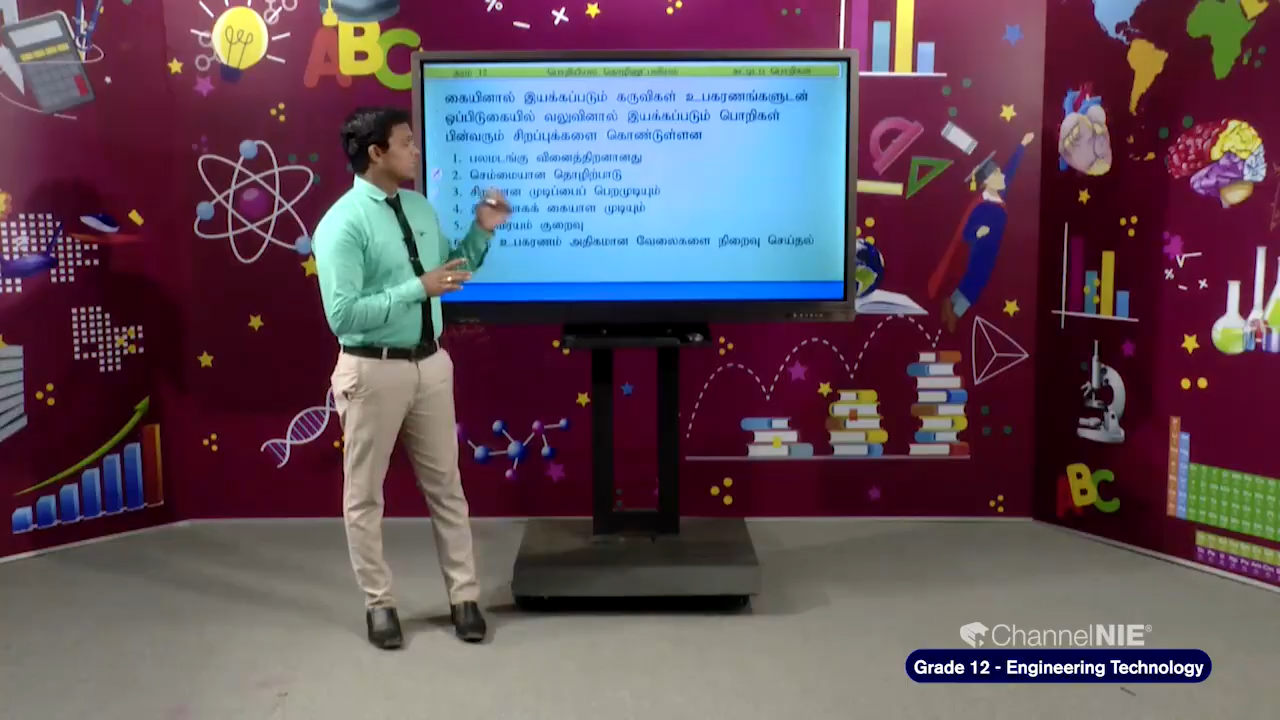 தரம் 12 பொறியியல் தொழினுட்பவியல்
கையினால் இயக்கப்படும் கருவிகள் உபகரணங்களுடன்
ஒப்பிடுகையில் வலுவினால் இயக்கப்படும் பொறிகள்
பின்வரும் சிறப்புக்களை கொண்டுள்ளன
1. பலமடங்கு வினைத்திறனானது
2. செம்மையான தொழிற்பாடு
3. முடிப்பைப் பெறமுடியும்
4. கையாள முடியும்
5. குறைவு
உபகரணம் அதிகமான வேலைகளை நிறைவு செய்தல்
ABC
ABC
ChannelNIE®
Grade 12 - Engineering Technology